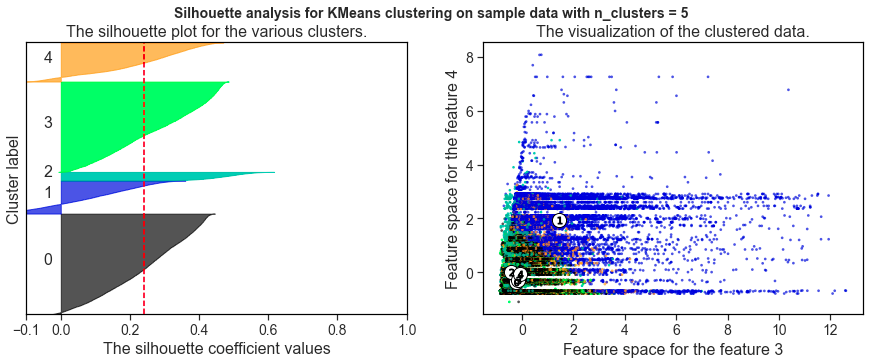 Silhouette analysis for KMeans clustering on sample data with n_clusters = 5
The silhouette plot for the various clusters.
Cluster label
4
3
2
1
0
−0.1 0.0 0.2 0.4 0.6 0.8 1.0
The silhouette coefficient values
The visualization of the clustered data.
Feature space for the feature 4
8
6
4
2
0
1
2 4
0 2 4 6 8 10 12
Feature space for the feature 3